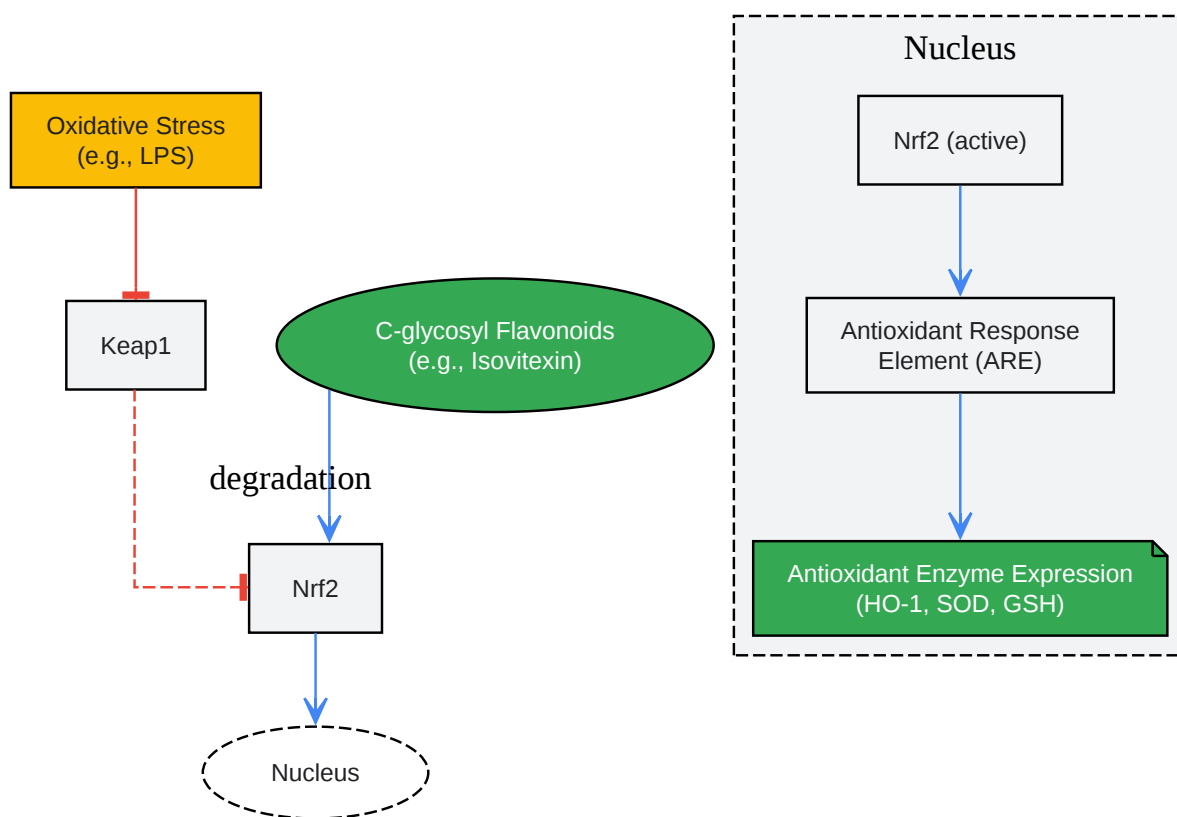 Oxidative Stress
(e.g., LPS)
Keap1
C-glycosyl Flavonoids
(e.g., Isovitexin)
degradation
Nrf2
Nucleus
Nucleus
Nrf2 (active)
Antioxidant Response
Element (ARE)
Antioxidant Enzyme Expression
(HO-1, SOD, GSH)